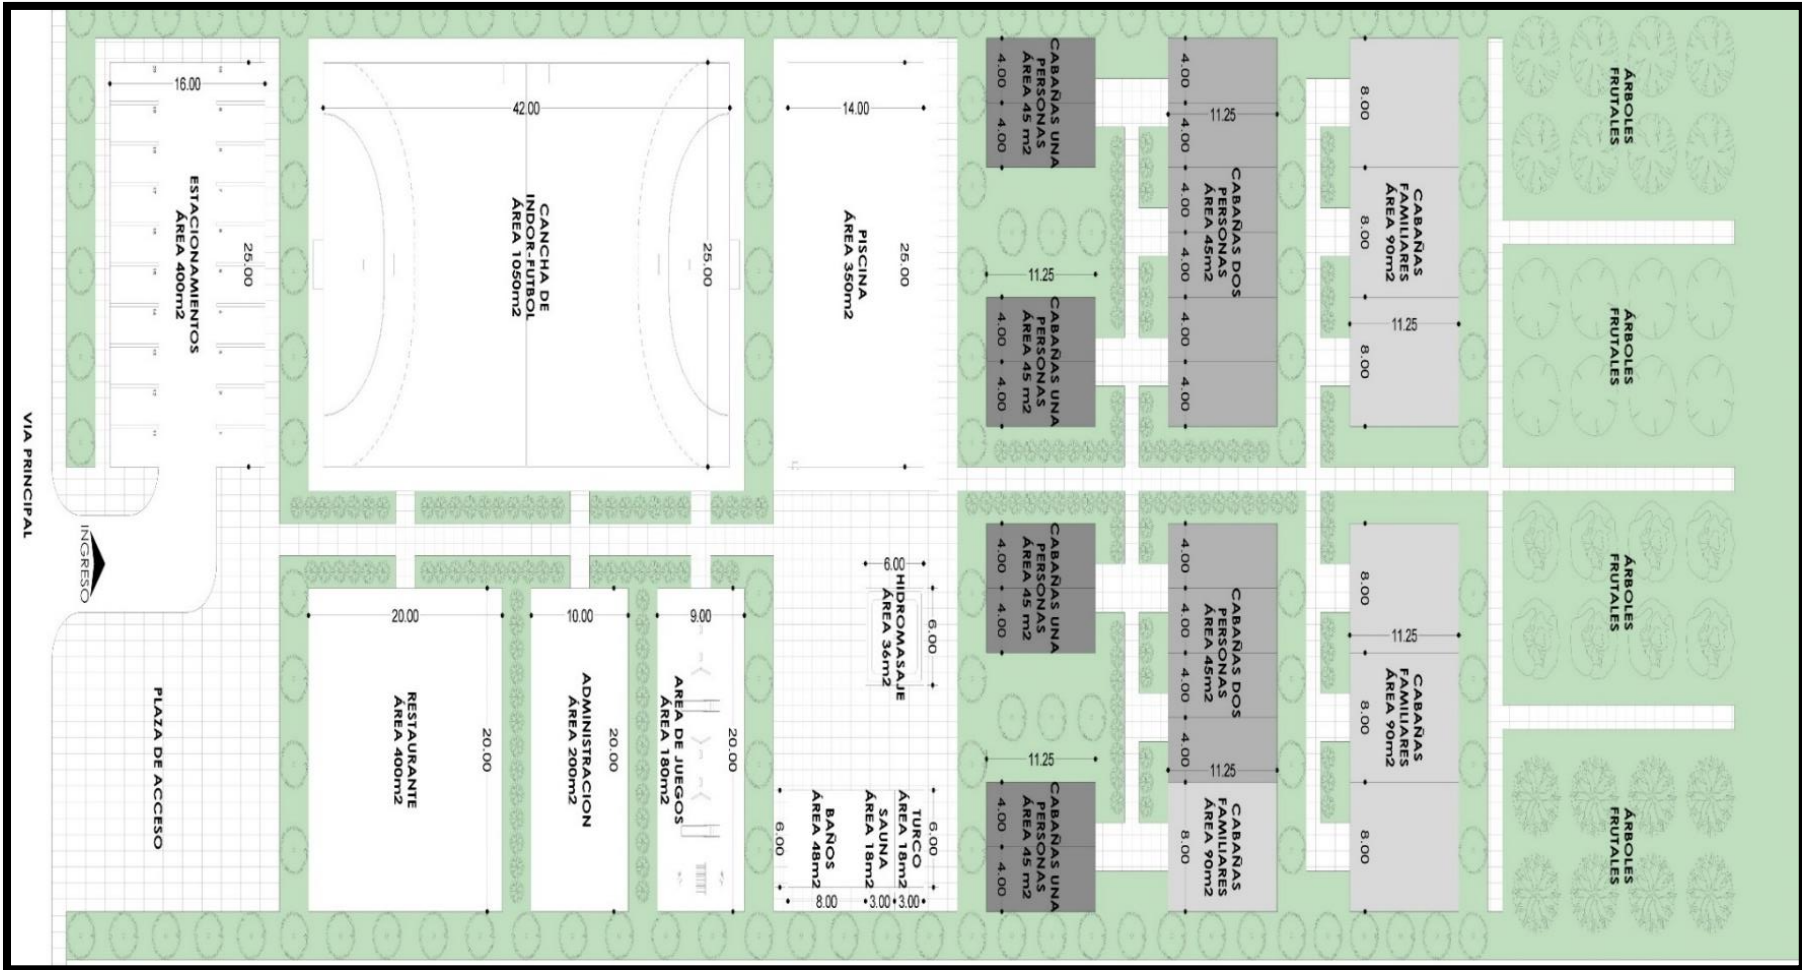 VIA PRINCIPAL
INGRESO
PLAZA DE ACCESO
16.00
25.00
ESTACIONAMIENTOS
ÁREA 400m2
42.00
25.00
CANCHA DE
INDOR-FUTBOL
ÁREA 1050m2
14.00
25.00
PISCINA
ÁREA 350m2
20.00
20.00
RESTAURANTE
ÁREA 400m2
10.00
20.00
ADMINISTRACION
ÁREA 200m2
9.00
20.00
AREA DE JUEGOS
ÁREA 180m2
6.00
6.00
HIDROMASAJE
ÁREA 36m2
6.00
BAÑOS
ÁREA 48m2
8.00
SAUNA
ÁREA 18m2
3.00
TURCO
ÁREA 18m2
3.00
6.00
CABAÑAS UNA
PERSONAS
ÁREA 45 m2
4.00
4.00
11.25
CABAÑAS UNA
PERSONAS
ÁREA 45 m2
4.00
4.00
CABAÑAS UNA
PERSONAS
ÁREA 45 m2
4.00
4.00
11.25
CABAÑAS UNA
PERSONAS
ÁREA 45 m2
4.00
4.00
4.00
4.00
4.00
4.00
4.00
4.00
11.25
CABAÑAS DOS
PERSONAS
ÁREA 45m2
4.00
4.00
4.00
4.00
11.25
CABAÑAS DOS
PERSONAS
ÁREA 45m2
8.00
CABAÑAS
FAMILIARES
ÁREA 90m2
8.00
8.00
8.00
11.25
CABAÑAS
FAMILIARES
ÁREA 90m2
8.00
8.00
8.00
11.25
CABAÑAS
FAMILIARES
ÁREA 90m2
ÁRBOLES
FRUTALES
ÁRBOLES
FRUTALES
ÁRBOLES
FRUTALES
ÁRBOLES
FRUTALES